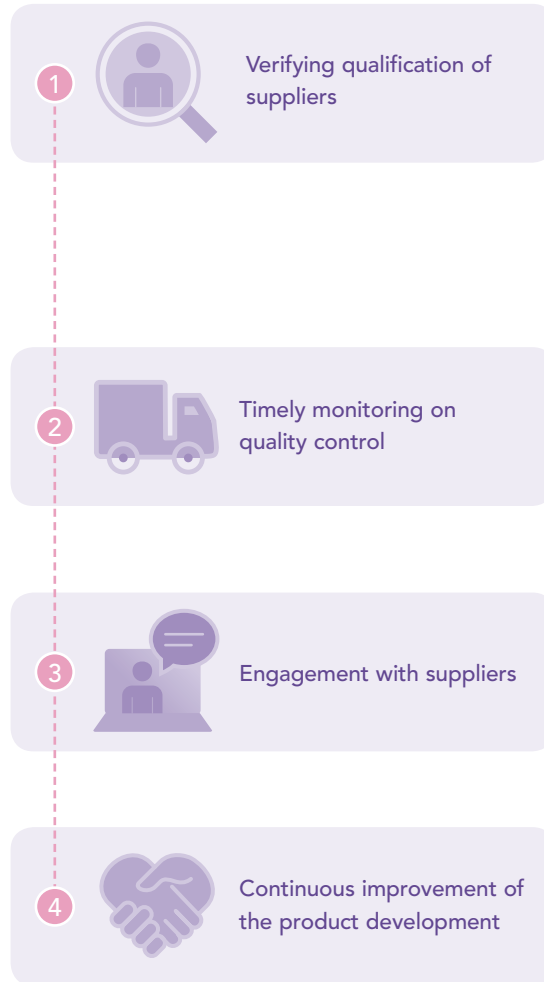 1
Verifying qualification of
suppliers
2
Timely monitoring on
quality control
3
Engagement with suppliers
4
Continuous improvement of
the product development